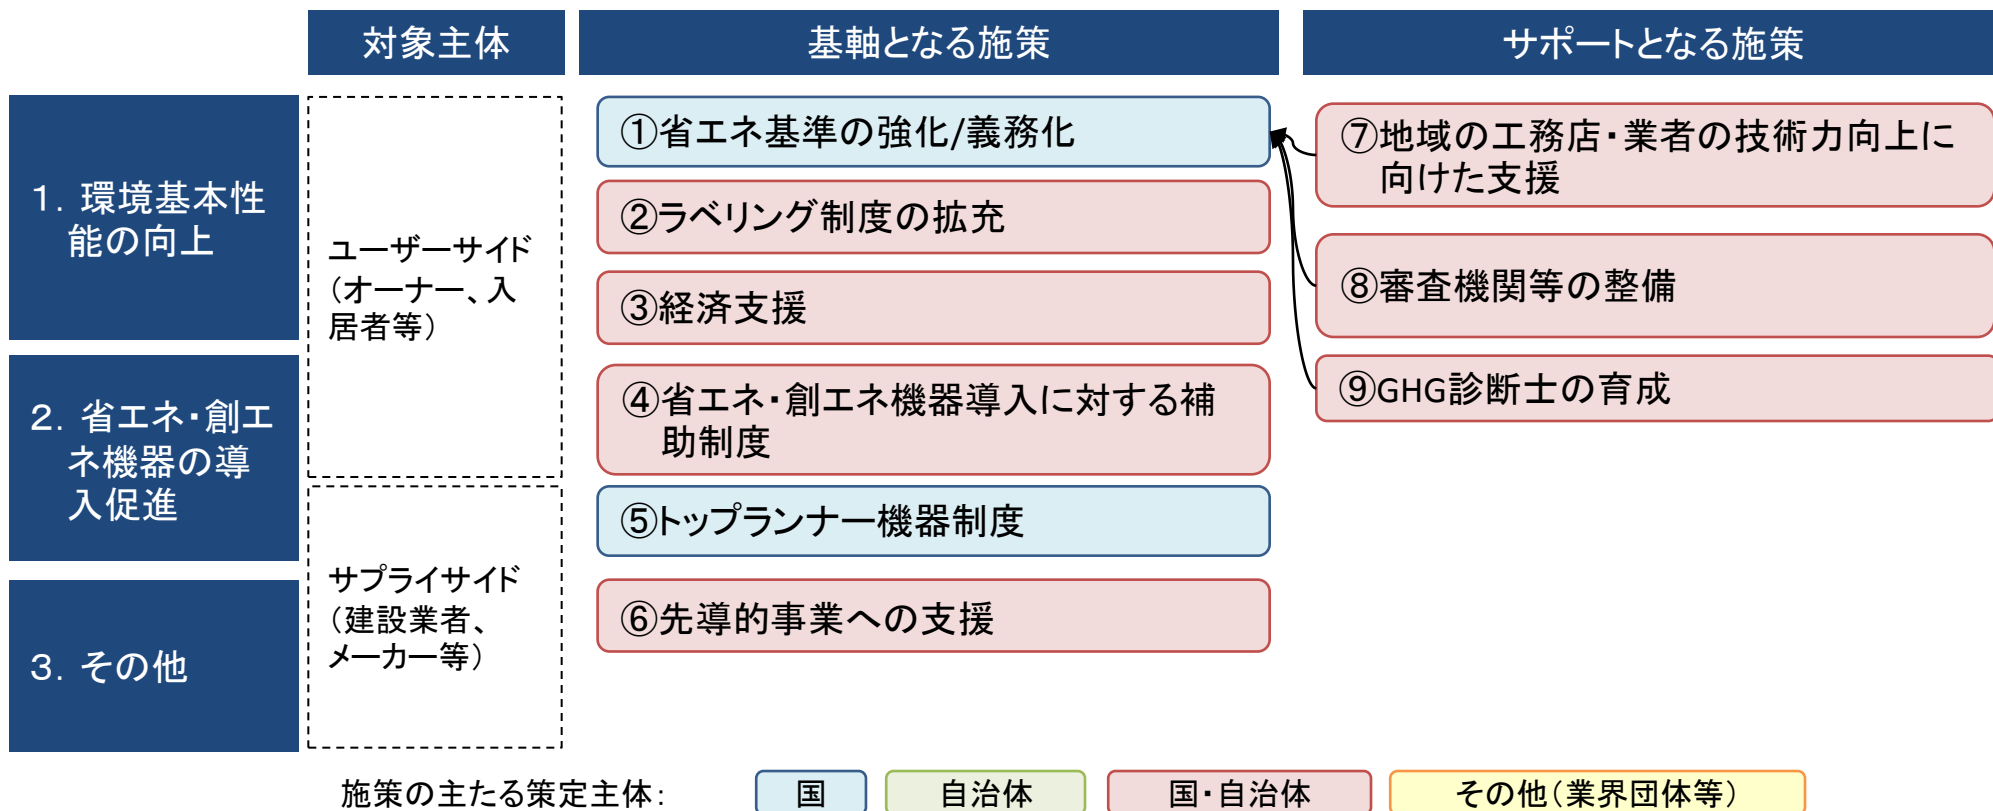 対象主体
基軸となる施策
サポートとなる施策
1. 環境基本性
能の向上
2. 省エネ・創エ
ネ機器の導
入促進
3. その他
ユーザーサイド
（オーナー、入
居者等）
サプライサイド
（建設業者、
メーカー等）
①省エネ基準の強化/義務化
②ラベリング制度の拡充
③経済支援
④省エネ・創エネ機器導入に対する補
助制度
⑤トップランナー機器制度
⑥先導的事業への支援
⑦地域の工務店・業者の技術力向上に
向けた支援
⑧審査機関等の整備
⑨GHG診断士の育成
施策の主たる策定主体：
国
自治体
国・自治体
その他（業界団体等）